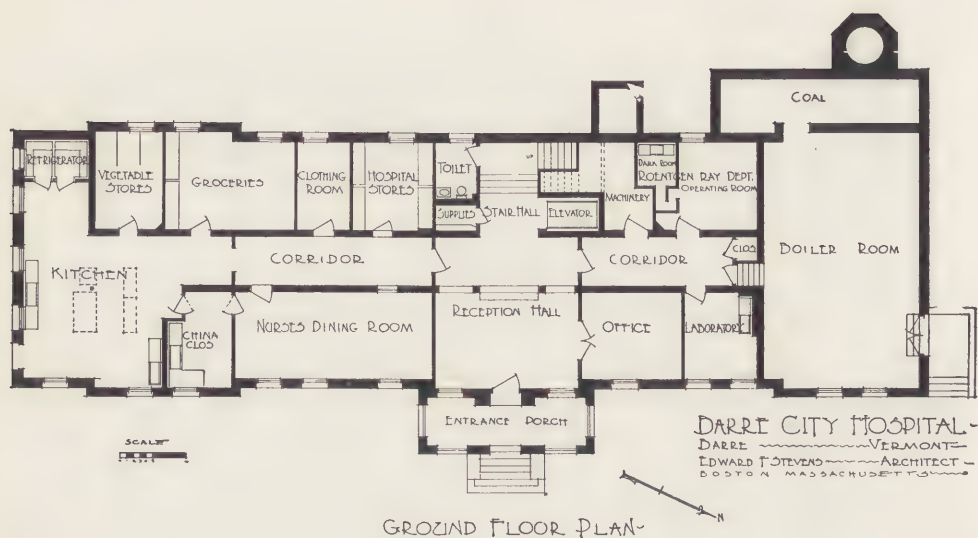 COAL
REFRIGERATOR
VEGETABLE
STORES
GROCERIES
CLOTHING
ROOM
HOSPITAL
STORES
TOILET
SUPPLIES
STAIR HALL
ELEVATOR
MACHINERY
DARK ROOM
ROENTGEN RAY DEPT.
OPERATING ROOM
BOILER ROOM
KITCHEN
CORRIDOR
CORRIDOR
CLOS
CHINA
CLOS
NURSES DINING ROOM
RECEPTION HALL
OFFICE
LABORATORY
ENTRANCE PORCH
SCALE
BARRE CITY HOSPITAL-
BARRE VERMONT-
EDWARD F STEVENS ARCHITECT-
BOSTON MASSACHUSETTS
N
GROUND FLOOR PLAN-